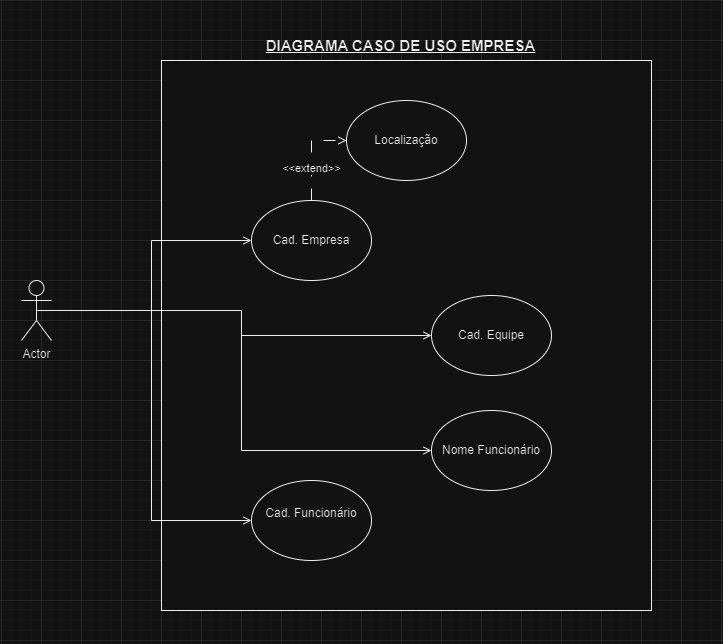 DIAGRAMA CASO DE USO EMPRESA
Localização
<<extend>>
Cad. Empresa
Cad. Equipe
Actor
Nome Funcionário
Cad. Funcionário